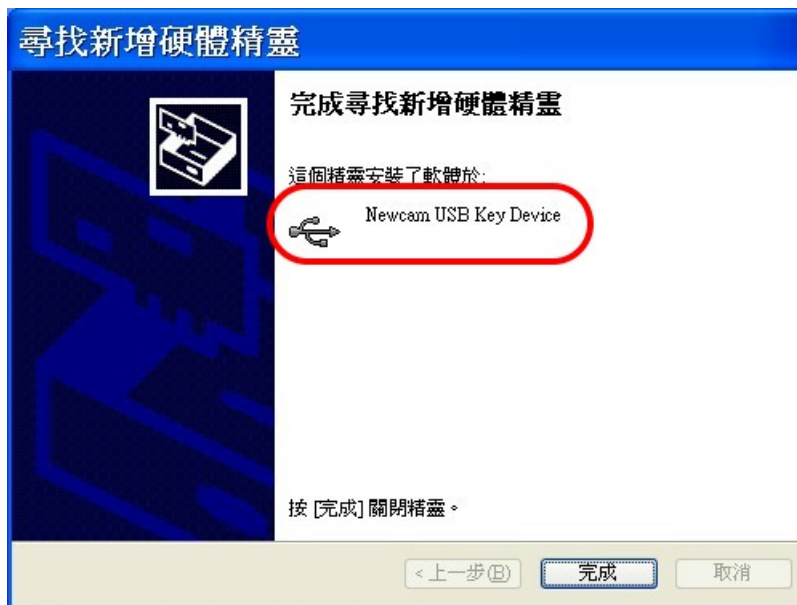 尋找新增硬體精靈
完成尋找新增硬體精靈
這個精靈安裝了軟體於:
Newcam USB Key Device
按 [完成] 關閉精靈。
< 上一步(B)
完成
取消